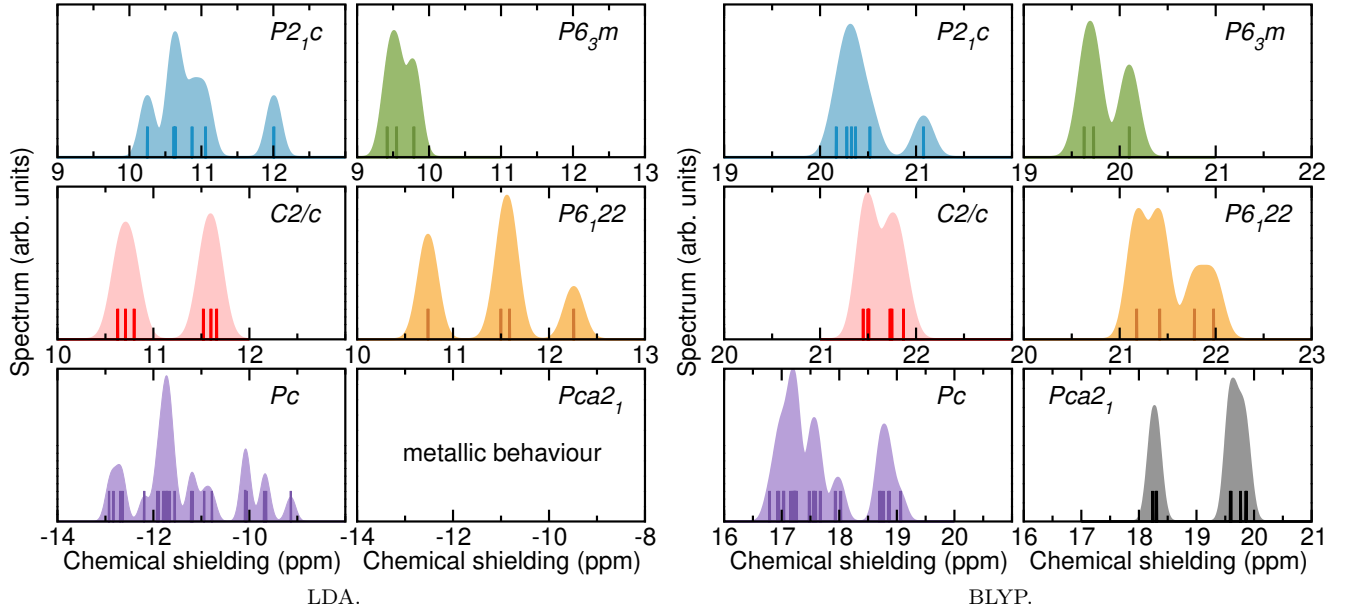 P2₁c
P6₃m
9 10 11 12
9 10 11 12 13
C2/c
P6₁22
10 11 12
10 11 12 13
Pc
Pca2₁
metallic behaviour
-14 -12 -10
-14 -12 -10 -8
Spectrum (arb. units)
Chemical shielding (ppm)
Chemical shielding (ppm)
LDA.
P2₁c
P6₃m
19 20 21
19 20 21 22
C2/c
P6₁22
20 21 22
20 21 22 23
Pc
Pca2₁
16 17 18 19 20
16 17 18 19 20 21
Spectrum (arb. units)
Chemical shielding (ppm)
Chemical shielding (ppm)
BLYP.